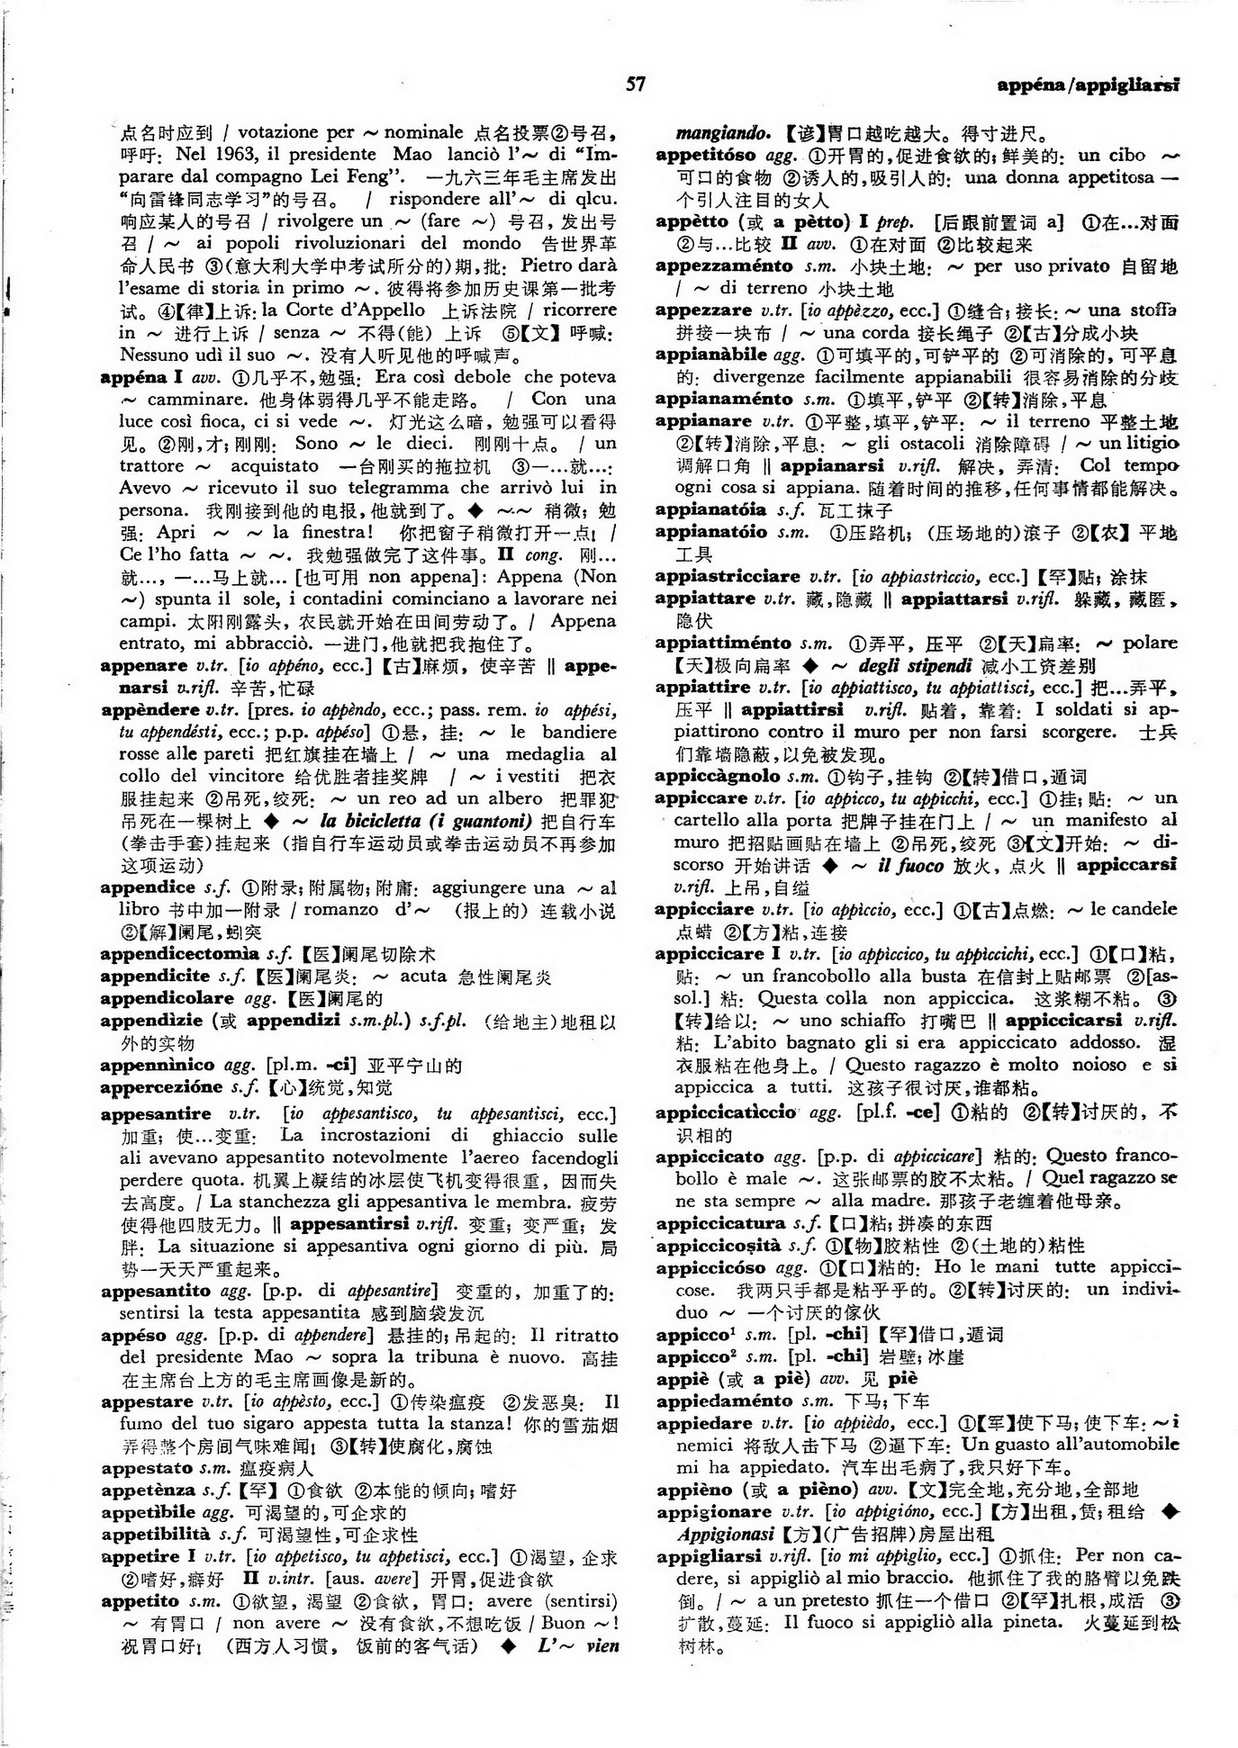 57
appéna/appigliarsi
点名时应到 / votazione per ～ nominale 点名投票②号召，
呼吁: Nel 1963, il presidente Mao lanciò l'～ di “Im-
parare dal compagno Lei Feng”. 一九六三年毛主席发出
“向雷锋同志学习”的号召。 / rispondere all'～ di qlcu.
响应某人的号召 / rivolgere un ～ (fare ～) 号召，发出号
召 / ～ ai popoli rivoluzionari del mondo 告世界革
命人民书 ③(意大利大学中考试所分的)期,批: Pietro darà
l'esame di storia in primo ～. 彼得将参加历史课第一批考
试。④【律】上诉: la Corte d'Appello 上诉法院 / ricorrere
in ～ 进行上诉 / senza ～ 不得(能) 上诉 ⑤【文】呼喊:
Nessuno udì il suo ～. 没有人听见他的呼喊声。
appéna I avv. ①几乎不,勉强: Era così debole che poteva
～ camminare. 他身体弱得几乎不能走路。 / Con una
luce così fioca, ci si vede ～. 灯光这么暗，勉强可以看得
见。②刚,才; 刚刚: Sono ～ le dieci. 刚刚十点。 / un
trattore ～ acquistato 一台刚买的拖拉机 ③一…就…:
Avevo ～ ricevuto il suo telegramma che arrivò lui in
persona. 我刚接到他的电报,他就到了。◆ ～.～ 稍微; 勉
强: Apri ～ ～ la finestra! 你把窗子稍微打开一点! /
Ce l'ho fatta ～ ～. 我勉强做完了这件事。II cong. 刚…
就…, 一…马上就… [也可用 non appena]: Appena (Non
～) spunta il sole, i contadini cominciano a lavorare nei
campi. 太阳刚露头，农民就开始在田间劳动了。/ Appena
entrato, mi abbracciò. 一进门,他就把我抱住了。
appenare v.tr. [io appéno, ecc.]【古】麻烦，使辛苦 ‖ appe-
narsi v.rifl. 辛苦,忙碌
appèndere v.tr. [pres. io appèndo, ecc.; pass. rem. io appési,
tu appendésti, ecc.; p.p. appéso] ①悬，挂: ～ le bandiere
rosse alle pareti 把红旗挂在墙上 / ～ una medaglia al
collo del vincitore 给优胜者挂奖牌 / ～ i vestiti 把衣
服挂起来 ②吊死,绞死: ～ un reo ad un albero 把罪犯
吊死在一棵树上 ◆ ～ la bicicletta (i guantoni) 把自行车
(拳击手套)挂起来 (指自行车运动员或拳击运动员不再参加
这项运动)
appendice s.f. ①附录; 附属物; 附庸: aggiungere una ～ al
libro 书中加一附录 / romanzo d'～ (报上的) 连载小说
②【解】阑尾,蚓突
appendicectomìa s.f.【医】阑尾切除术
appendicite s.f.【医】阑尾炎: ～ acuta 急性阑尾炎
appendicolare agg.【医】阑尾的
appendìzie (或 appendizi s.m.pl.) s.f.pl. (给地主)地租以
外的实物
appennìnico agg. [pl.m. -ci] 亚平宁山的
appercezióne s.f.【心】统觉,知觉
appesantire v.tr. [io appesantisco, tu appesantisci, ecc.]
加重; 使…变重: La incrostazioni di ghiaccio sulle
ali avevano appesantito notevolmente l'aereo facendogli
perdere quota. 机翼上凝结的冰层使飞机变得很重，因而失
去高度。/ La stanchezza gli appesantiva le membra. 疲劳
使得他四肢无力。‖ appesantirsi v.rifl. 变重; 变严重; 发
胖: La situazione si appesantiva ogni giorno di più. 局
势一天天严重起来。
appesantito agg. [p.p. di appesantire] 变重的，加重了的:
sentirsi la testa appesantita 感到脑袋发沉
appéso agg. [p.p. di appendere] 悬挂的; 吊起的: Il ritratto
del presidente Mao ～ sopra la tribuna è nuovo. 高挂
在主席台上方的毛主席画像是新的。
appestare v.tr. [io appèsto, ecc.] ①传染瘟疫 ②发恶臭: Il
fumo del tuo sigaro appesta tutta la stanza! 你的雪茄烟
弄得整个房间气味难闻! ③【转】使腐化,腐蚀
appestato s.m. 瘟疫病人
appetènza s.f.【罕】①食欲 ②本能的倾向; 嗜好
appetìbile agg. 可渴望的,可企求的
appetibilità s.f. 可渴望性,可企求性
appetire I v.tr. [io appetisco, tu appetisci, ecc.] ①渴望，企求
②嗜好,癖好 II v.intr. [aus. avere] 开胃,促进食欲
appetito s.m. ①欲望，渴望 ②食欲，胃口: avere (sentirsi)
～ 有胃口 / non avere ～ 没有食欲,不想吃饭 / Buon ～!
祝胃口好! (西方人习惯，饭前的客气话) ◆ L'～ vien
mangiando.【谚】胃口越吃越大。得寸进尺。
appetitóso agg. ①开胃的,促进食欲的; 鲜美的: un cibo ～
可口的食物 ②诱人的,吸引人的: una donna appetitosa 一
个引人注目的女人
appètto (或 a pètto) I prep. [后跟前置词 a] ①在…对面
②与…比较 II avv. ①在对面 ②比较起来
appezzaménto s.m. 小块土地: ～ per uso privato 自留地
/ ～ di terreno 小块土地
appezzare v.tr. [io appèzzo, ecc.] ①缝合; 接长: ～ una stoffa
拼接一块布 / ～ una corda 接长绳子 ②【古】分成小块
appianàbile agg. ①可填平的,可铲平的 ②可消除的，可平息
的: divergenze facilmente appianabili 很容易消除的分歧
appianaménto s.m. ①填平,铲平 ②【转】消除,平息
appianare v.tr. ①平整,填平,铲平: ～ il terreno 平整土地
②【转】消除,平息: ～ gli ostacoli 消除障碍 / ～ un litigio
调解口角 ‖ appianarsi v.rifl. 解决，弄清: Col tempo
ogni cosa si appiana. 随着时间的推移,任何事情都能解决。
appianatóia s.f. 瓦工抹子
appianatóio s.m. ①压路机; (压场地的)滚子 ②【农】平地
工具
appiastricciare v.tr. [io appiastrìccio, ecc.]【罕】贴; 涂抹
appiattare v.tr. 藏,隐藏 ‖ appiattarsi v.rifl. 躲藏，藏匿，
隐伏
appiattiménto s.m. ①弄平，压平 ②【天】扁率: ～ polare
【天】极向扁率 ◆ ～ degli stipendi 减小工资差别
appiattire v.tr. [io appiattisco, tu appiattisci, ecc.] 把…弄平，
压平 ‖ appiattirsi v.rifl. 贴着，靠着: I soldati si ap-
piattirono contro il muro per non farsi scorgere. 士兵
们靠墙隐蔽,以免被发现。
appiccàgnolo s.m. ①钩子,挂钩 ②【转】借口,遁词
appiccare v.tr. [io appicco, tu appicchi, ecc.] ①挂; 贴: ～ un
cartello alla porta 把牌子挂在门上 / ～ un manifesto al
muro 把招贴画贴在墙上 ②吊死,绞死 ③【文】开始: ～ di-
scorso 开始讲话 ◆ ～ il fuoco 放火，点火 ‖ appiccarsi
v.rifl. 上吊,自缢
appicciare v.tr. [io appìccio, ecc.] ①【古】点燃: ～ le candele
点蜡 ②【方】粘,连接
appiccicare I v.tr. [io appìccico, tu appìccichi, ecc.] ①【口】粘，
贴: ～ un francobollo alla busta 在信封上贴邮票 ②[as-
sol.] 粘: Questa colla non appiccica. 这浆糊不粘。③
【转】给以: ～ uno schiaffo 打嘴巴 ‖ appiccicarsi v.rifl.
粘: L'abito bagnato gli si era appiccicato addosso. 湿
衣服粘在他身上。/ Questo ragazzo è molto noioso e si
appiccica a tutti. 这孩子很讨厌,谁都粘。
appiccicatìccio agg. [pl.f. -ce] ①粘的 ②【转】讨厌的，不
识相的
appiccicato agg. [p.p. di appiccicare] 粘的: Questo franco-
bollo è male ～. 这张邮票的胶不太粘。/ Quel ragazzo se
ne sta sempre ～ alla madre. 那孩子老缠着他母亲。
appiccicatura s.f.【口】粘; 拼凑的东西
appiccicosità s.f. ①【物】胶粘性 ②(土地的)粘性
appiccicóso agg. ①【口】粘的: Ho le mani tutte appicci-
cose. 我两只手都是粘乎乎的。②【转】讨厌的: un indivi-
duo ～ 一个讨厌的傢伙
appicco¹ s.m. [pl. -chi]【罕】借口,遁词
appicco² s.m. [pl. -chi] 岩壁; 冰崖
appiè (或 a piè) avv. 见 piè
appiedaménto s.m. 下马; 下车
appiedare v.tr. [io appièdo, ecc.] ①【军】使下马; 使下车: ～ i
nemici 将敌人击下马 ②逼下车: Un guasto all'automobile
mi ha appiedato. 汽车出毛病了,我只好下车。
appièno (或 a pièno) avv.【文】完全地,充分地,全部地
appigionare v.tr. [io appigióno, ecc.]【方】出租,赁; 租给 ◆
Appigionasi【方】(广告招牌)房屋出租
appigliarsi v.rifl. [io mi appìglio, ecc.] ①抓住: Per non ca-
dere, si appigliò al mio braccio. 他抓住了我的胳臂以免跌
倒。/ ～ a un pretesto 抓住一个借口 ②【罕】扎根,成活 ③
扩散,蔓延: Il fuoco si appigliò alla pineta. 火蔓延到松
树林。